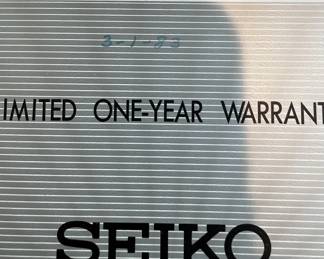 3-1-83
IMITED ONE-YEAR WARRANT
SEIKO